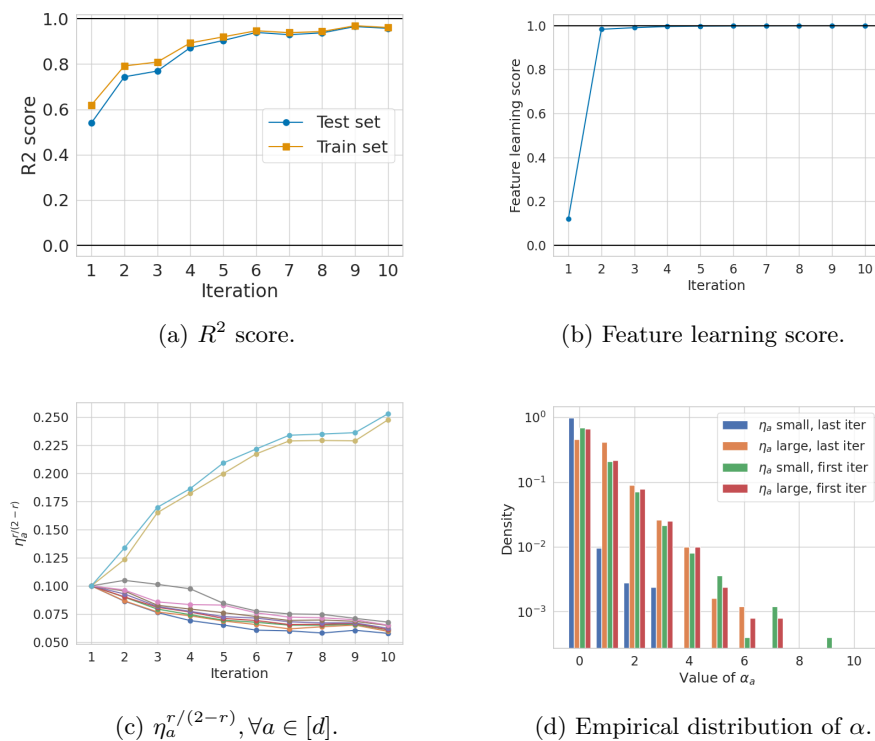 1.0
0.8
0.6
0.4
0.2
0.0
R2 score
Test set
Train set
1 2 3 4 5 6 7 8 9 10
Iteration
(a) R² score.
1.0
0.8
0.6
0.4
0.2
0.0
Feature learning score
1 2 3 4 5 6 7 8 9 10
Iteration
(b) Feature learning score.
0.250
0.225
0.200
0.175
0.150
0.125
0.100
0.075
0.050
η_a^{r/(2−r)}
1 2 3 4 5 6 7 8 9 10
Iteration
(c) η_a^{r/(2−r)}, ∀a ∈ [d].
10⁰
10⁻¹
10⁻²
10⁻³
Density
η_a small, last iter
η_a large, last iter
η_a small, first iter
η_a large, first iter
0 2 4 6 8 10
Value of α_a
(d) Empirical distribution of α.